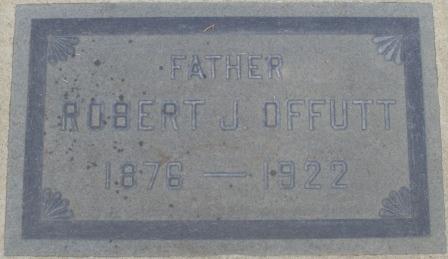 FATHER
ROBERT J. OFFUTT
1876 — 1922